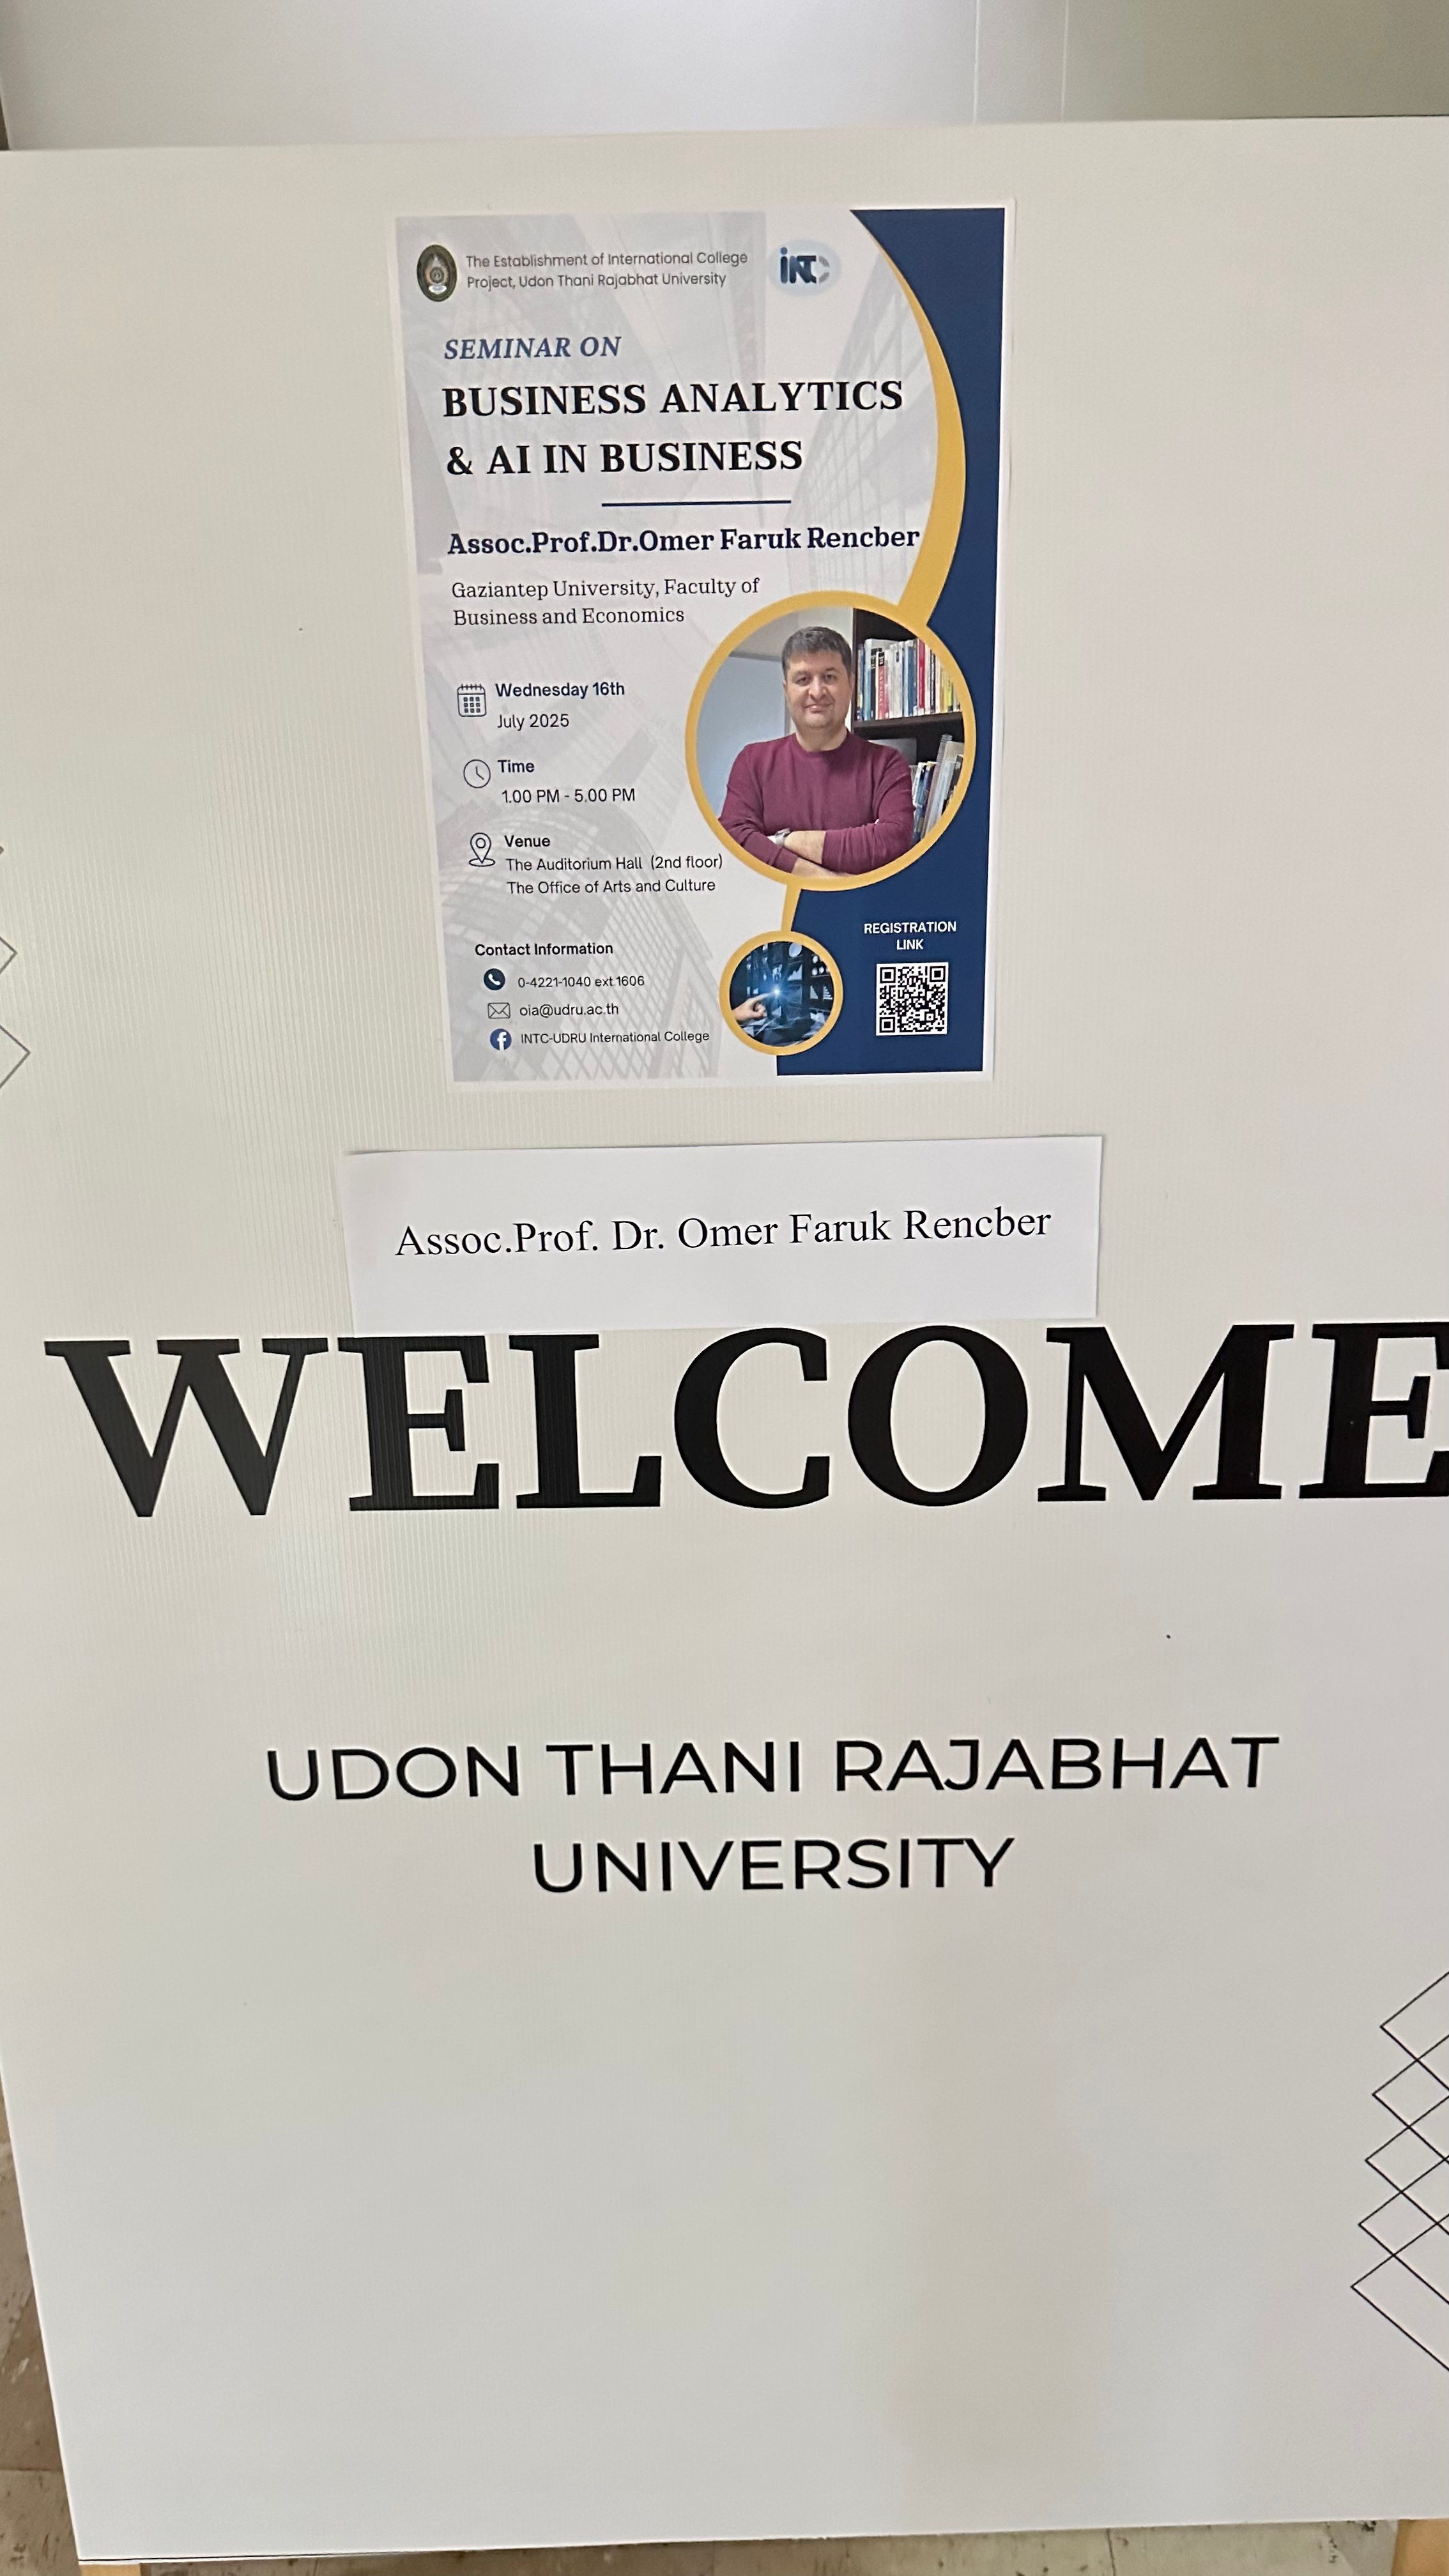 The Establishment of International College
Project, Udon Thani Rajabhat University
INTC
SEMINAR ON
BUSINESS ANALYTICS
& AI IN BUSINESS
Assoc.Prof.Dr.Omer Faruk Rencber
Gaziantep University, Faculty of
Business and Economics
Wednesday 16th
July 2025
Time
1.00 PM - 5.00 PM
Venue
The Auditorium Hall (2nd floor)
The Office of Arts and Culture
REGISTRATION
LINK
Contact Information
0-4221-1040 ext.1606
oia@udru.ac.th
INTC-UDRU International College
Assoc.Prof. Dr. Omer Faruk Rencber
WELCOME
UDON THANI RAJABHAT
UNIVERSITY